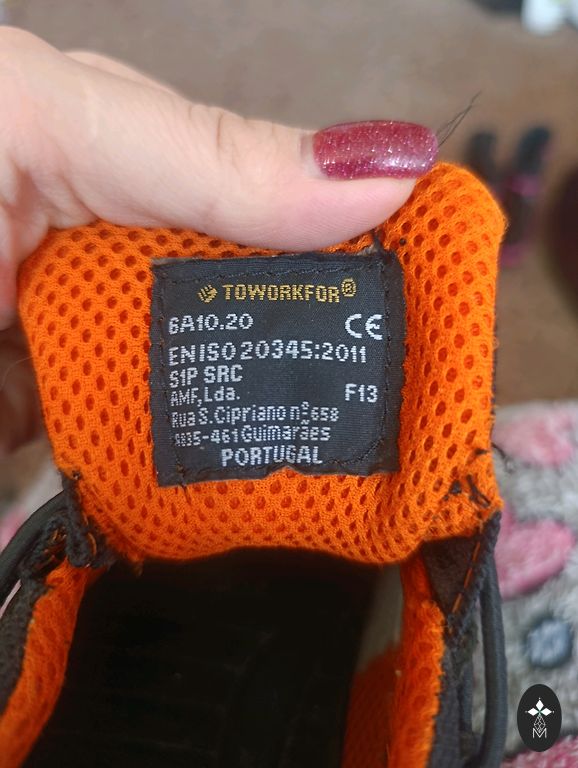 TOWORKFOR®
6A10.20 CE
EN ISO 20345:2011
S1P SRC
AMF, Lda. F13
Rua S. Cipriano nº 658
4835-461 Guimarães
PORTUGAL
M